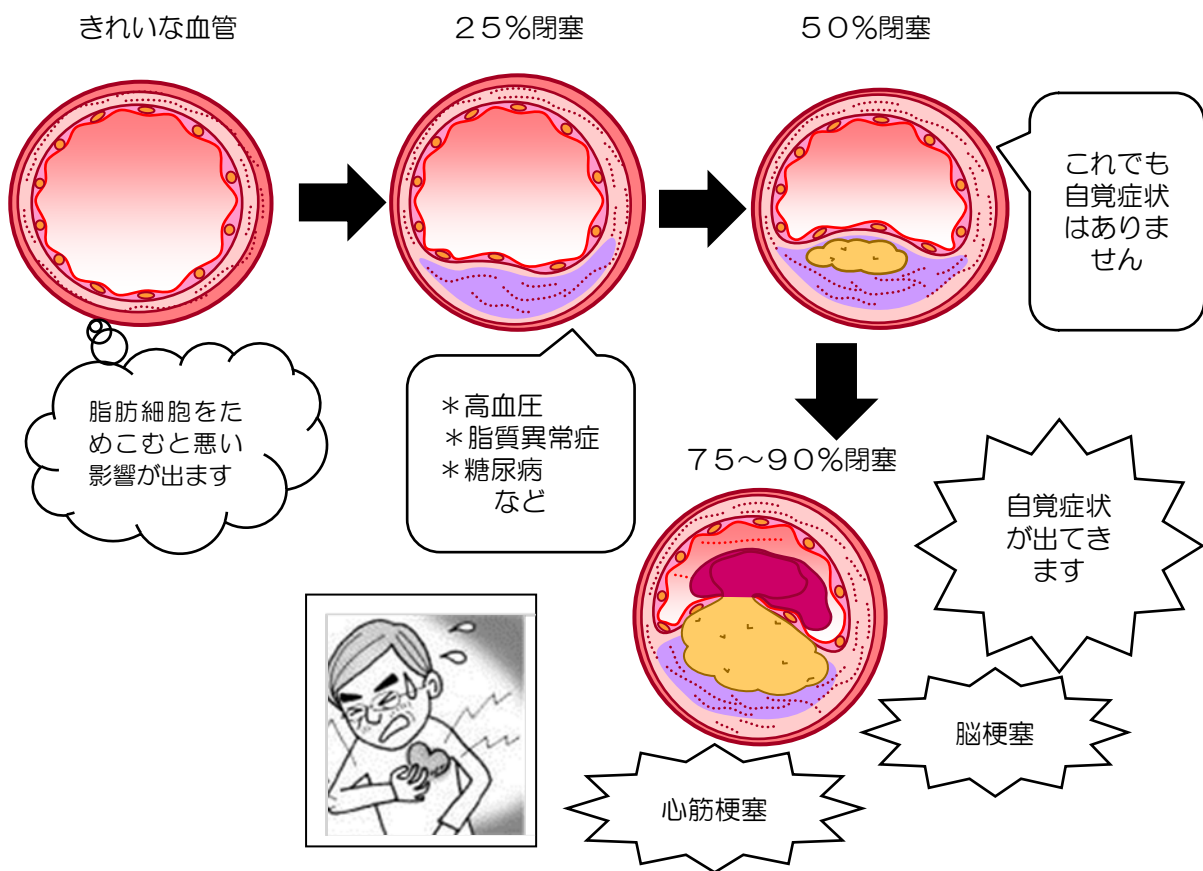 きれいな血管
２５%閉塞
５０%閉塞
これでも
自覚症状
はありま
せん
脂肪細胞をた
めこむと悪い
影響が出ます
＊高血圧
＊脂質異常症
＊糖尿病
など
７５～９０%閉塞
自覚症状
が出てき
ます
脳梗塞
心筋梗塞